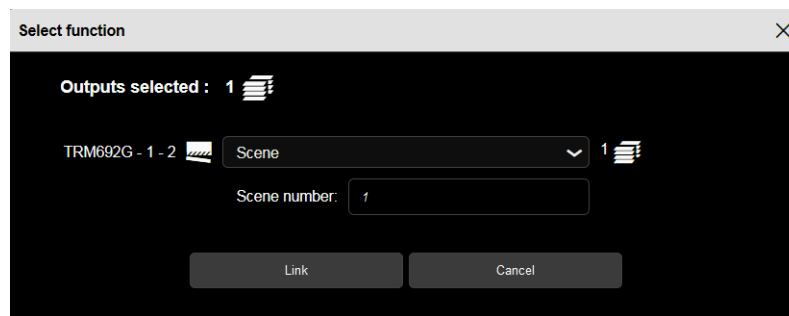 Select function
Outputs selected : 1
TRM692G - 1 - 2 Scene 1
Scene number: 1
Link Cancel